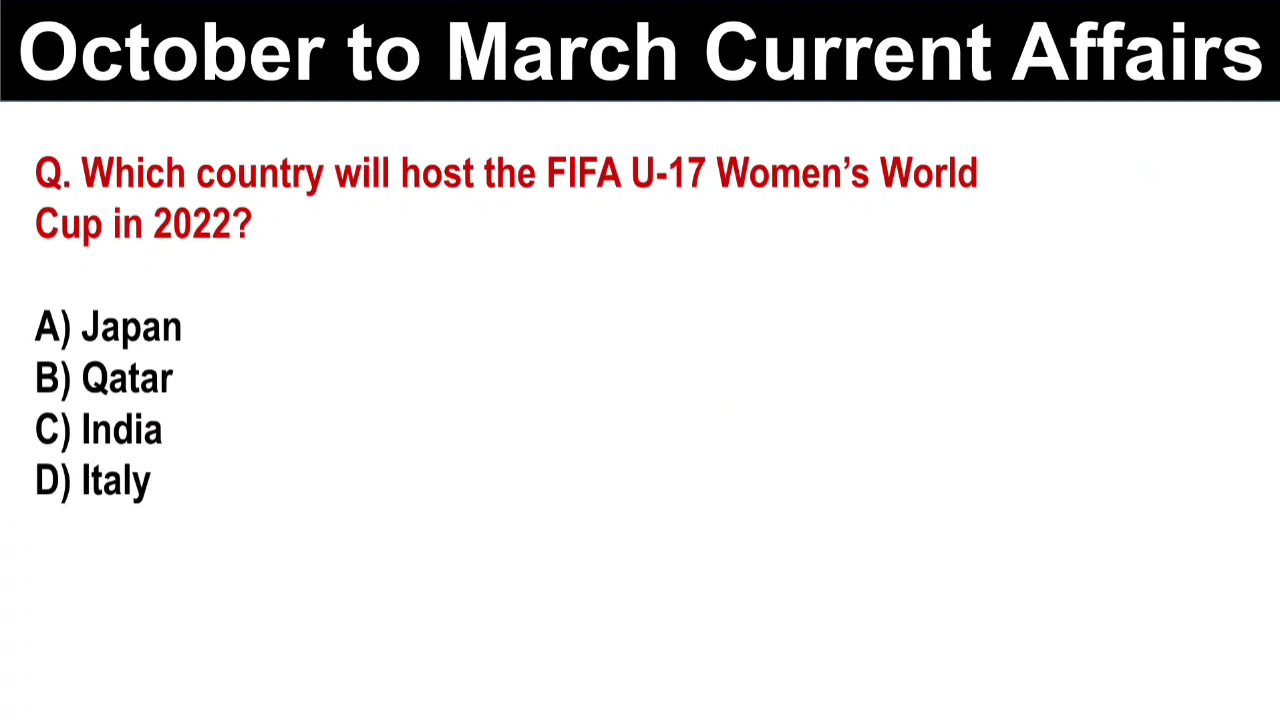 October to March Current Affairs
Q. Which country will host the FIFA U-17 Women’s World
Cup in 2022?
A) Japan
B) Qatar
C) India
D) Italy